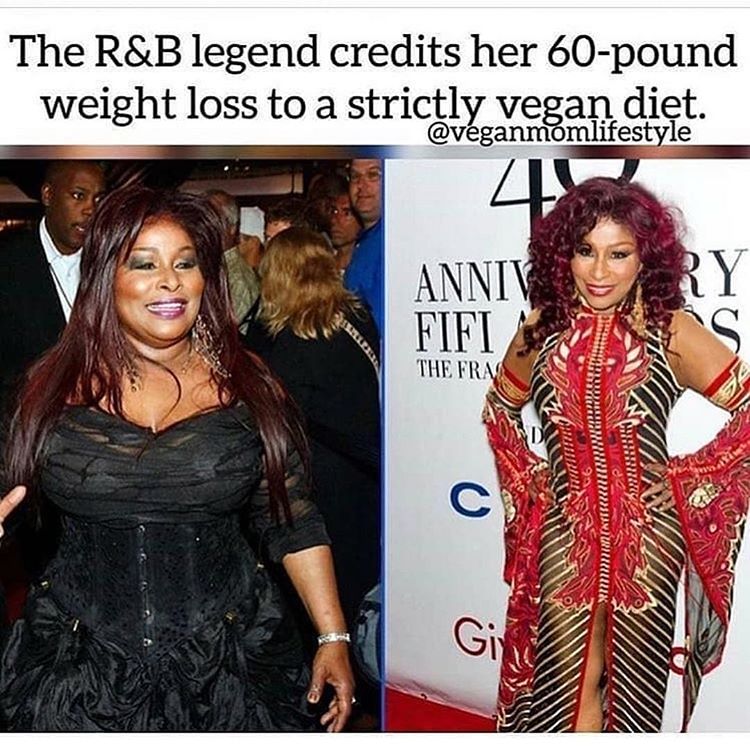 The R&B legend credits her 60-pound
weight loss to a strictly vegan diet.
@veganmomlifestyle
40
ANNIV RY
FIFI A S
THE FRA
D
C
Gi